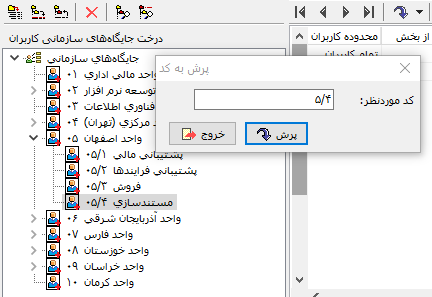 محدوده کاربران
از بخش
تمام کاربران
درخت جایگاه‌های سازمانی کاربران
جایگاه‌های سازمانی
۰۱ واحد مالی اداری
۰۲ توسعه نرم افزار
۰۳ فناوری اطلاعات
۰۴ مرکزی (تهران)
۰۵ واحد اصفهان
۰۵/۱ پشتیبانی مالی
۰۵/۲ پشتیبانی فرایندها
۰۵/۳ فروش
۰۵/۴ مستندسازی
۰۶ واحد آذربایجان شرقی
۰۷ واحد فارس
۰۸ واحد خوزستان
۰۹ واحد خراسان
۱۰ واحد کرمان
پرش به کد
کد موردنظر:
۵/۴
پرش
خروج